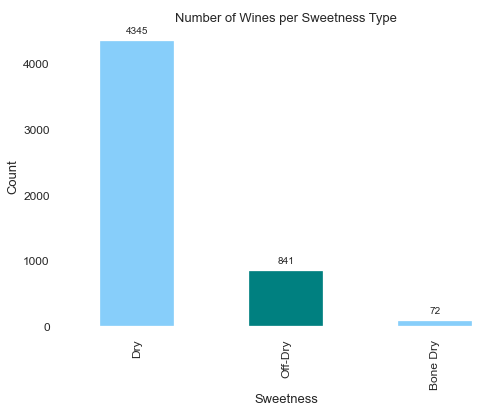 Number of Wines per Sweetness Type
4345
841
72
4000
3000
2000
1000
0
Count
Dry
Off-Dry
Bone Dry
Sweetness